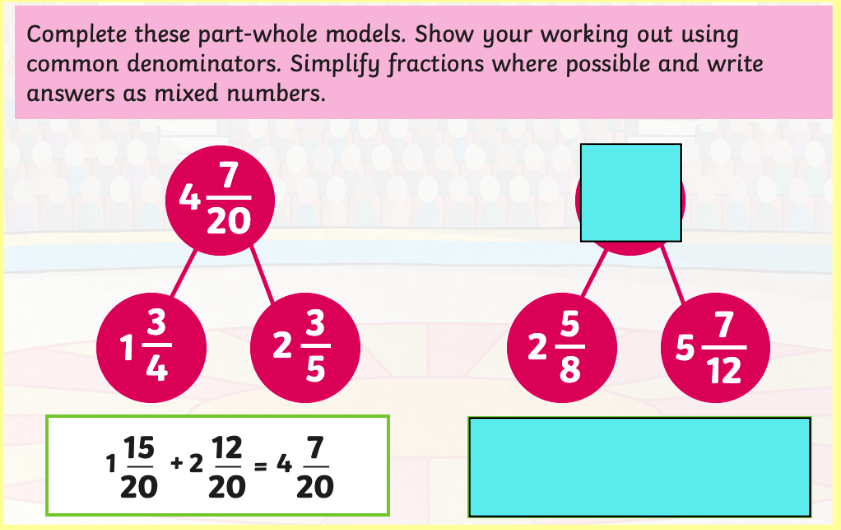 Complete these part-whole models. Show your working out using
common denominators. Simplify fractions where possible and write
answers as mixed numbers.
4 7/20
1 3/4
2 3/5
2 5/8
5 7/12
1 15/20 + 2 12/20 = 4 7/20